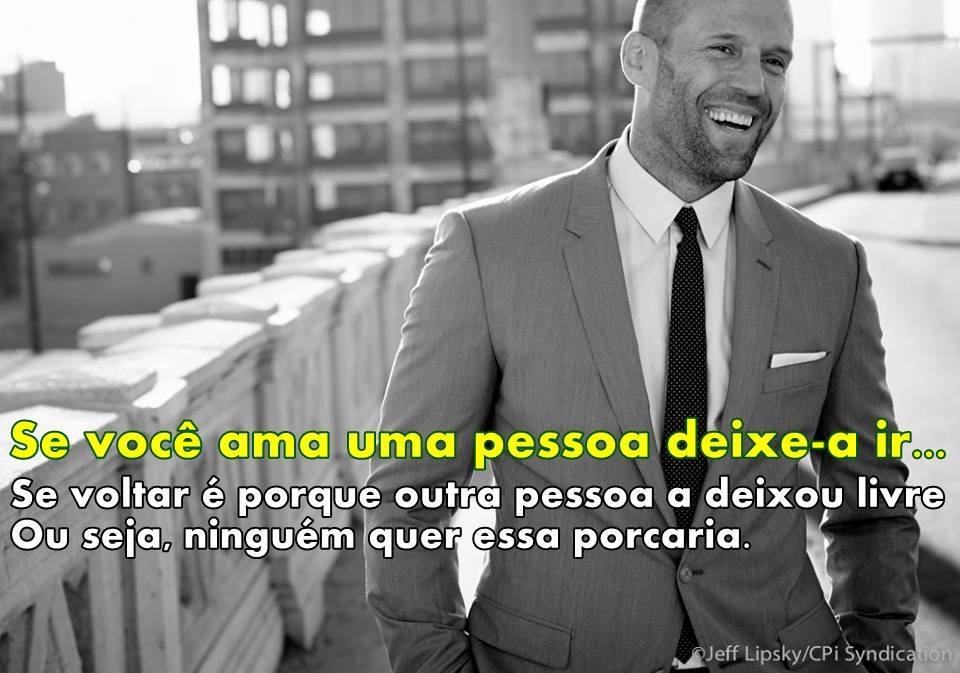 Se você ama uma pessoa deixe-a ir...
Se voltar é porque outra pessoa a deixou livre
Ou seja, ninguém quer essa porcaria.
©Jeff Lipsky/CPi Syndication